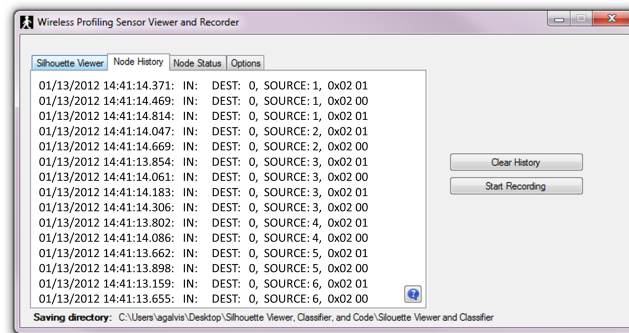 Wireless Profiling Sensor Viewer and Recorder
Silhouette Viewer Node History Node Status Options
01/13/2012 14:41:14.371: IN: DEST: 0, SOURCE: 1, 0x02 01
01/13/2012 14:41:14.469: IN: DEST: 0, SOURCE: 1, 0x02 00
01/13/2012 14:41:14.814: IN: DEST: 0, SOURCE: 1, 0x02 01
01/13/2012 14:41:14.047: IN: DEST: 0, SOURCE: 2, 0x02 01
01/13/2012 14:41:14.669: IN: DEST: 0, SOURCE: 2, 0x02 00
01/13/2012 14:41:13.854: IN: DEST: 0, SOURCE: 3, 0x02 01
01/13/2012 14:41:14.061: IN: DEST: 0, SOURCE: 3, 0x02 00
01/13/2012 14:41:14.183: IN: DEST: 0, SOURCE: 3, 0x02 01
01/13/2012 14:41:14.306: IN: DEST: 0, SOURCE: 3, 0x02 00
01/13/2012 14:41:13.802: IN: DEST: 0, SOURCE: 4, 0x02 01
01/13/2012 14:41:14.086: IN: DEST: 0, SOURCE: 4, 0x02 00
01/13/2012 14:41:13.662: IN: DEST: 0, SOURCE: 5, 0x02 01
01/13/2012 14:41:13.898: IN: DEST: 0, SOURCE: 5, 0x02 00
01/13/2012 14:41:13.159: IN: DEST: 0, SOURCE: 6, 0x02 01
01/13/2012 14:41:13.655: IN: DEST: 0, SOURCE: 6, 0x02 00
Clear History
Start Recording
Saving directory: C:\Users\agalvis\Desktop\Silhouette Viewer, Classifier, and Code\Silouette Viewer and Classifier